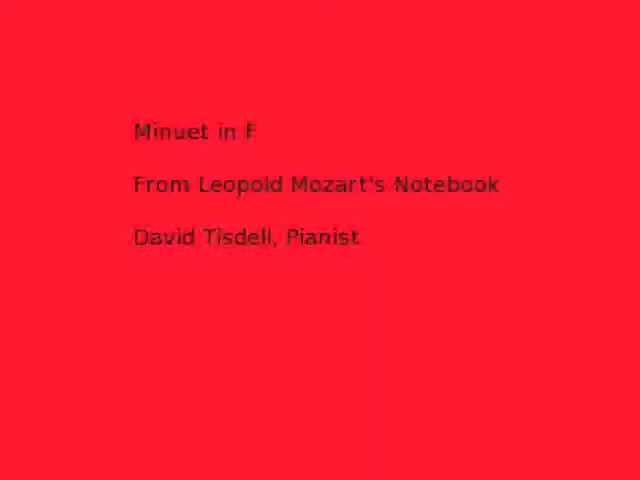 Minuet in F
From Leopold Mozart's Notebook
David Tisdell, Pianist